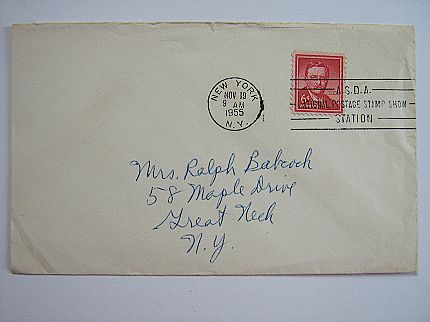 NEW YORK
NOV 19
9 AM
1955
N.Y.
A.S.D.A.
POSTAGE STAMP SHOW
STATION
6¢
Mrs. Ralph Babcock
58 Maple Drive
Great Neck
N.Y.